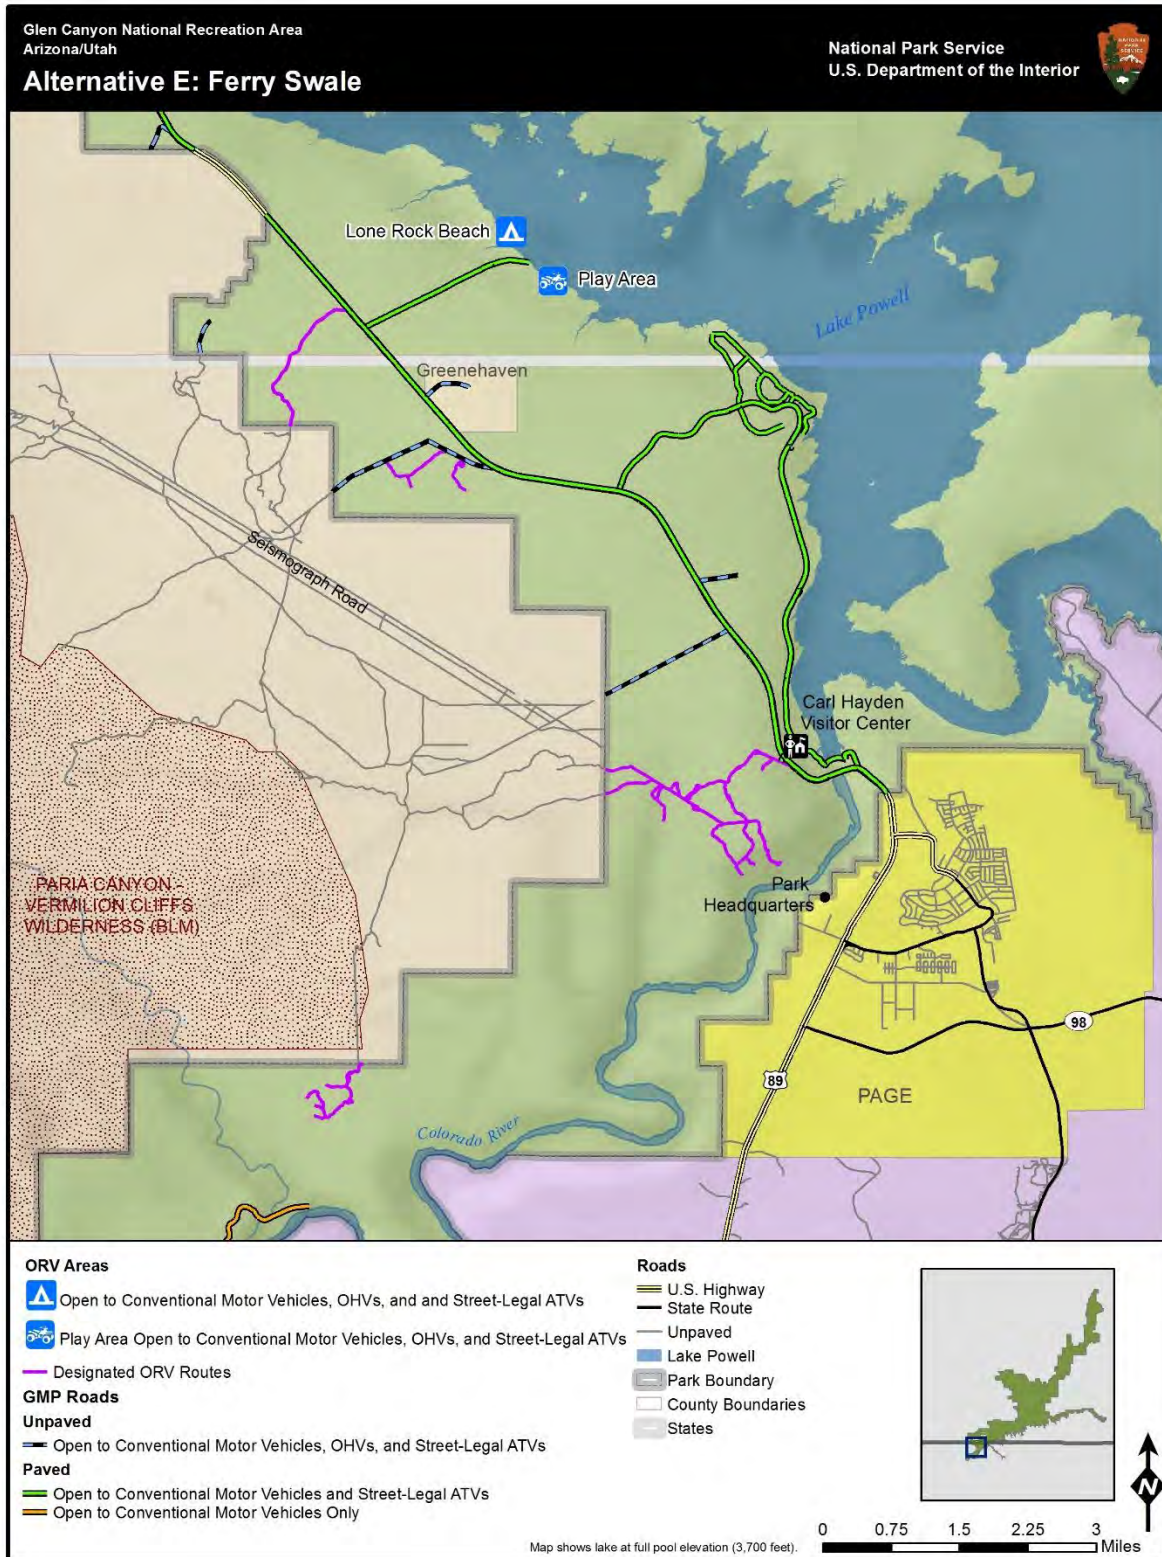 Glen Canyon National Recreation Area
Arizona/Utah
Alternative E: Ferry Swale
National Park Service
U.S. Department of the Interior
NATIONAL
PARK
SERVICE
Lone Rock Beach
Play Area
Lake Powell
Greenehaven
Seismograph Road
Carl Hayden
Visitor Center
PARIA CANYON -
VERMILION CLIFFS
WILDERNESS (BLM)
Park
Headquarters
98
89
PAGE
Colorado River
ORV Areas
Open to Conventional Motor Vehicles, OHVs, and and Street-Legal ATVs
Play Area Open to Conventional Motor Vehicles, OHVs, and Street-Legal ATVs
Designated ORV Routes
GMP Roads
Unpaved
Open to Conventional Motor Vehicles, OHVs, and Street-Legal ATVs
Paved
Open to Conventional Motor Vehicles and Street-Legal ATVs
Open to Conventional Motor Vehicles Only
Roads
U.S. Highway
State Route
Unpaved
Lake Powell
Park Boundary
County Boundaries
States
N
0 0.75 1.5 2.25 3
Miles
Map shows lake at full pool elevation (3,700 feet).